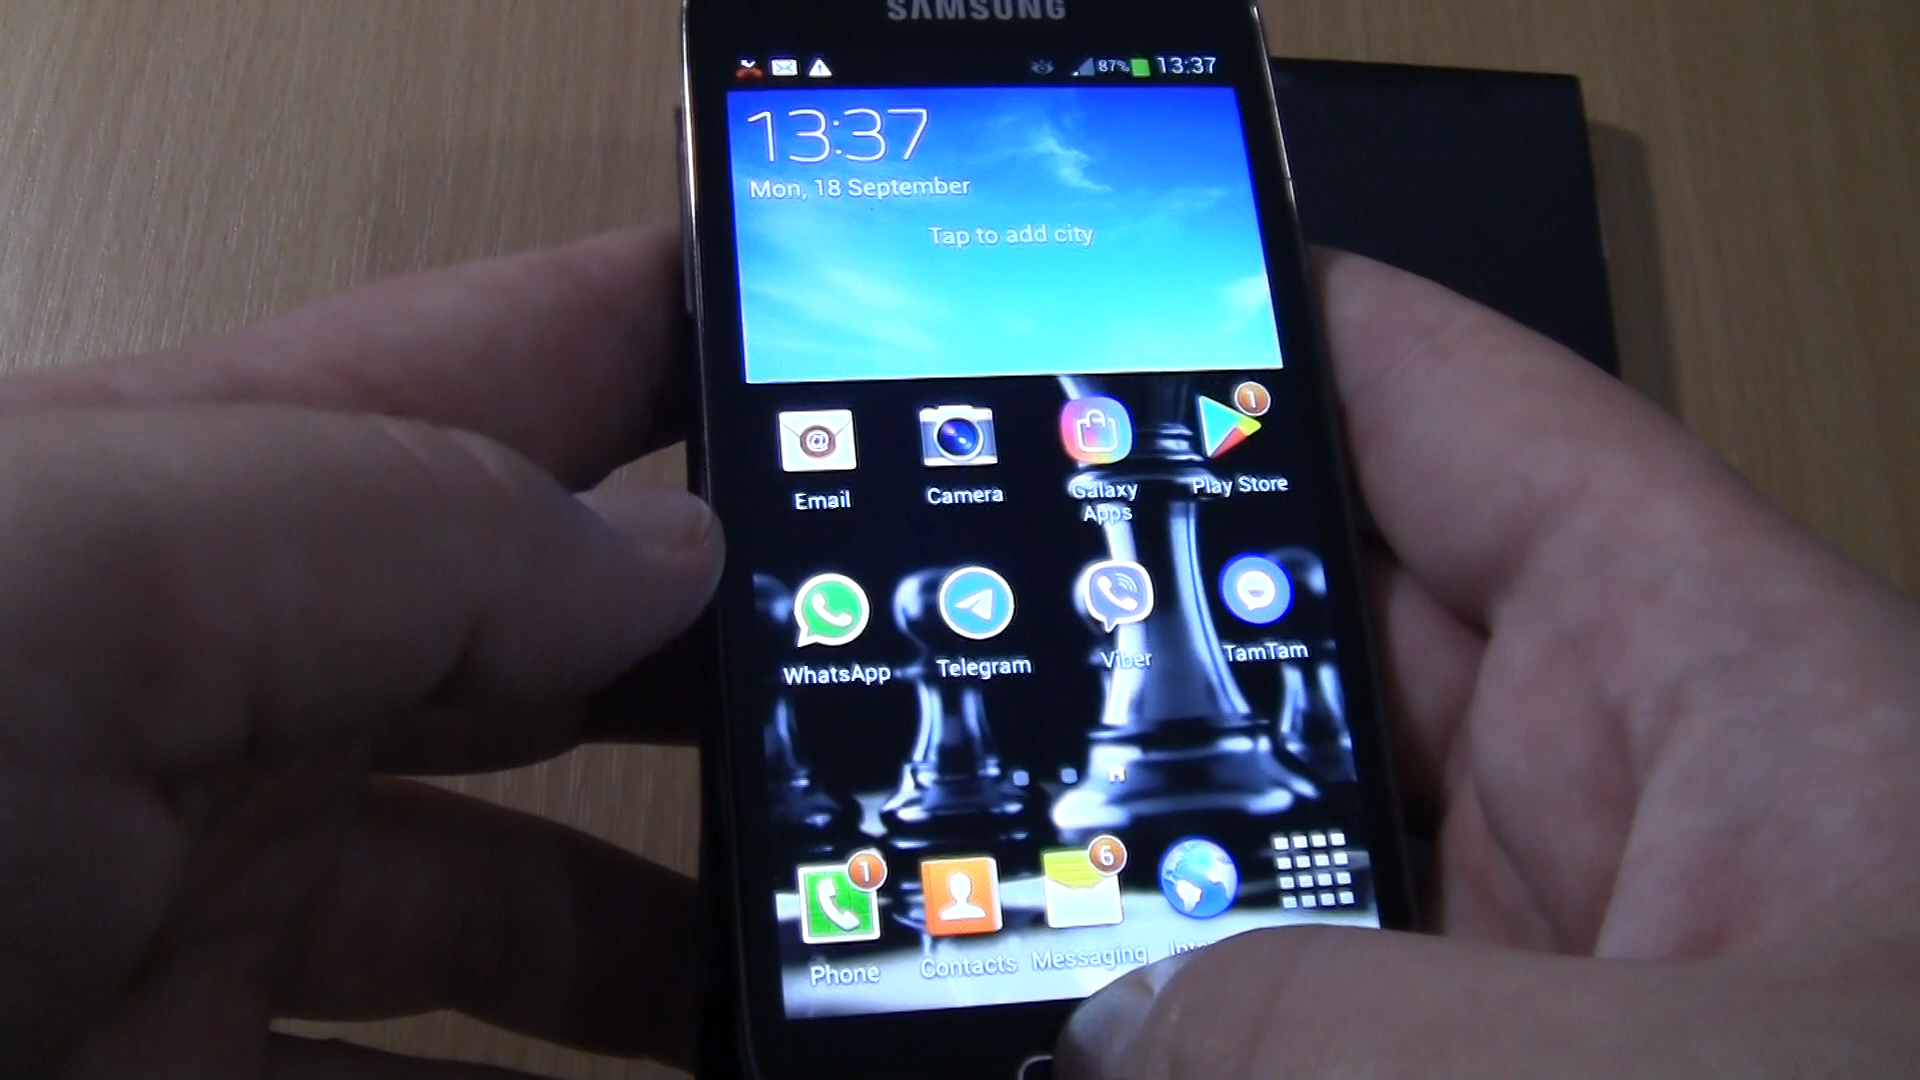 SAMSUNG
87% 13:37
13:37
Mon, 18 September
Tap to add city
1
Email Camera Galaxy Apps Play Store
WhatsApp Telegram Viber TamTam
1 6
Phone Contacts Messaging